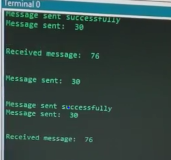 Terminal 0
Message sent successfully
Message sent: 30
Received message: 76
Message sent: 30
Message sent successfully
Message sent: 30
Received message: 76